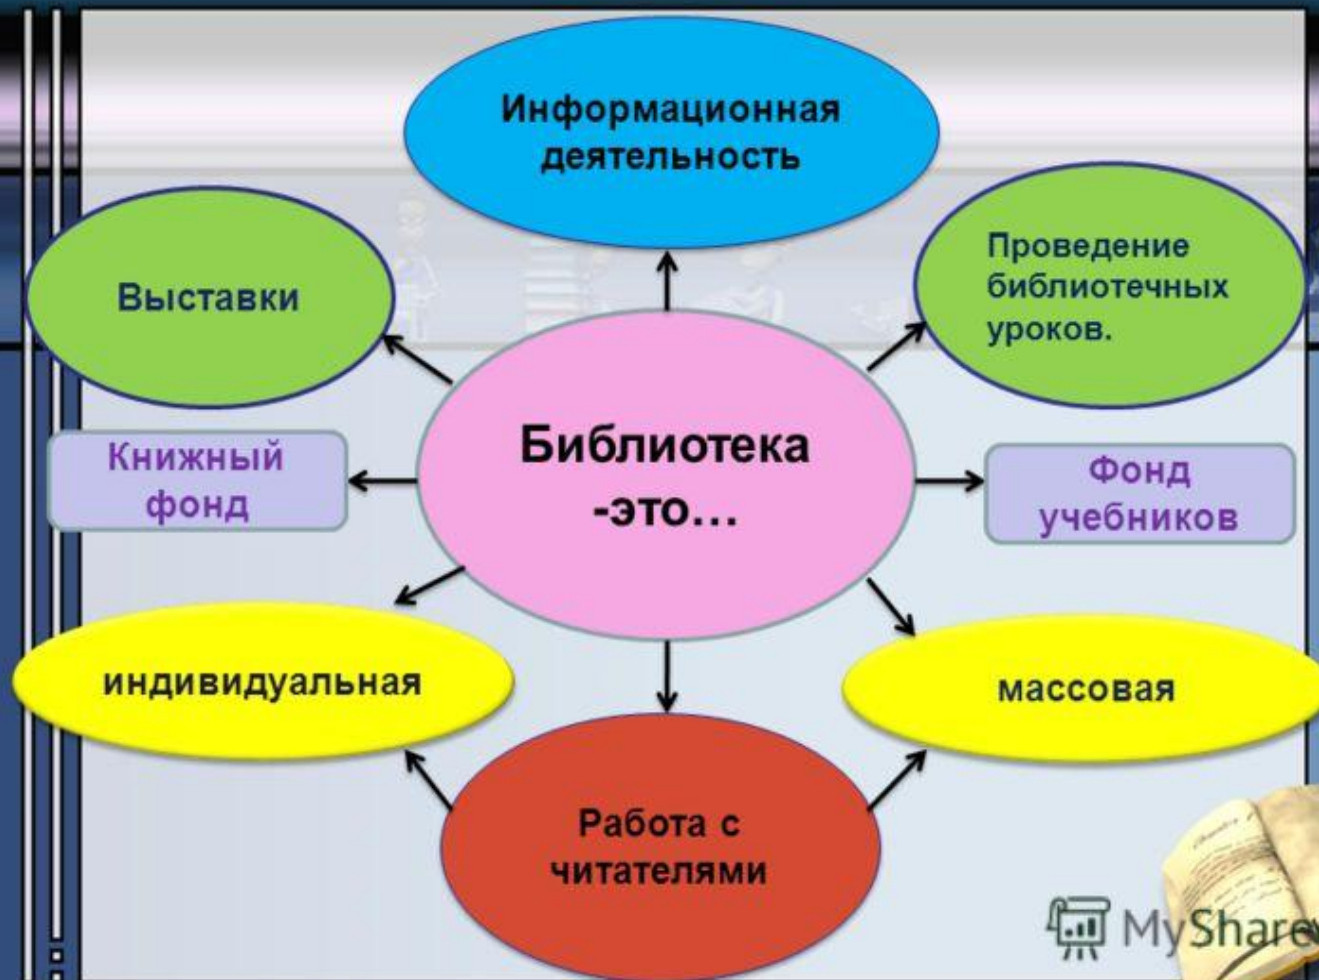 Информационная
деятельность
Выставки
Проведение
библиотечных
уроков.
Библиотека
-это...
Книжный
фонд
Фонд
учебников
индивидуальная
массовая
Работа с
читателями
MyShare